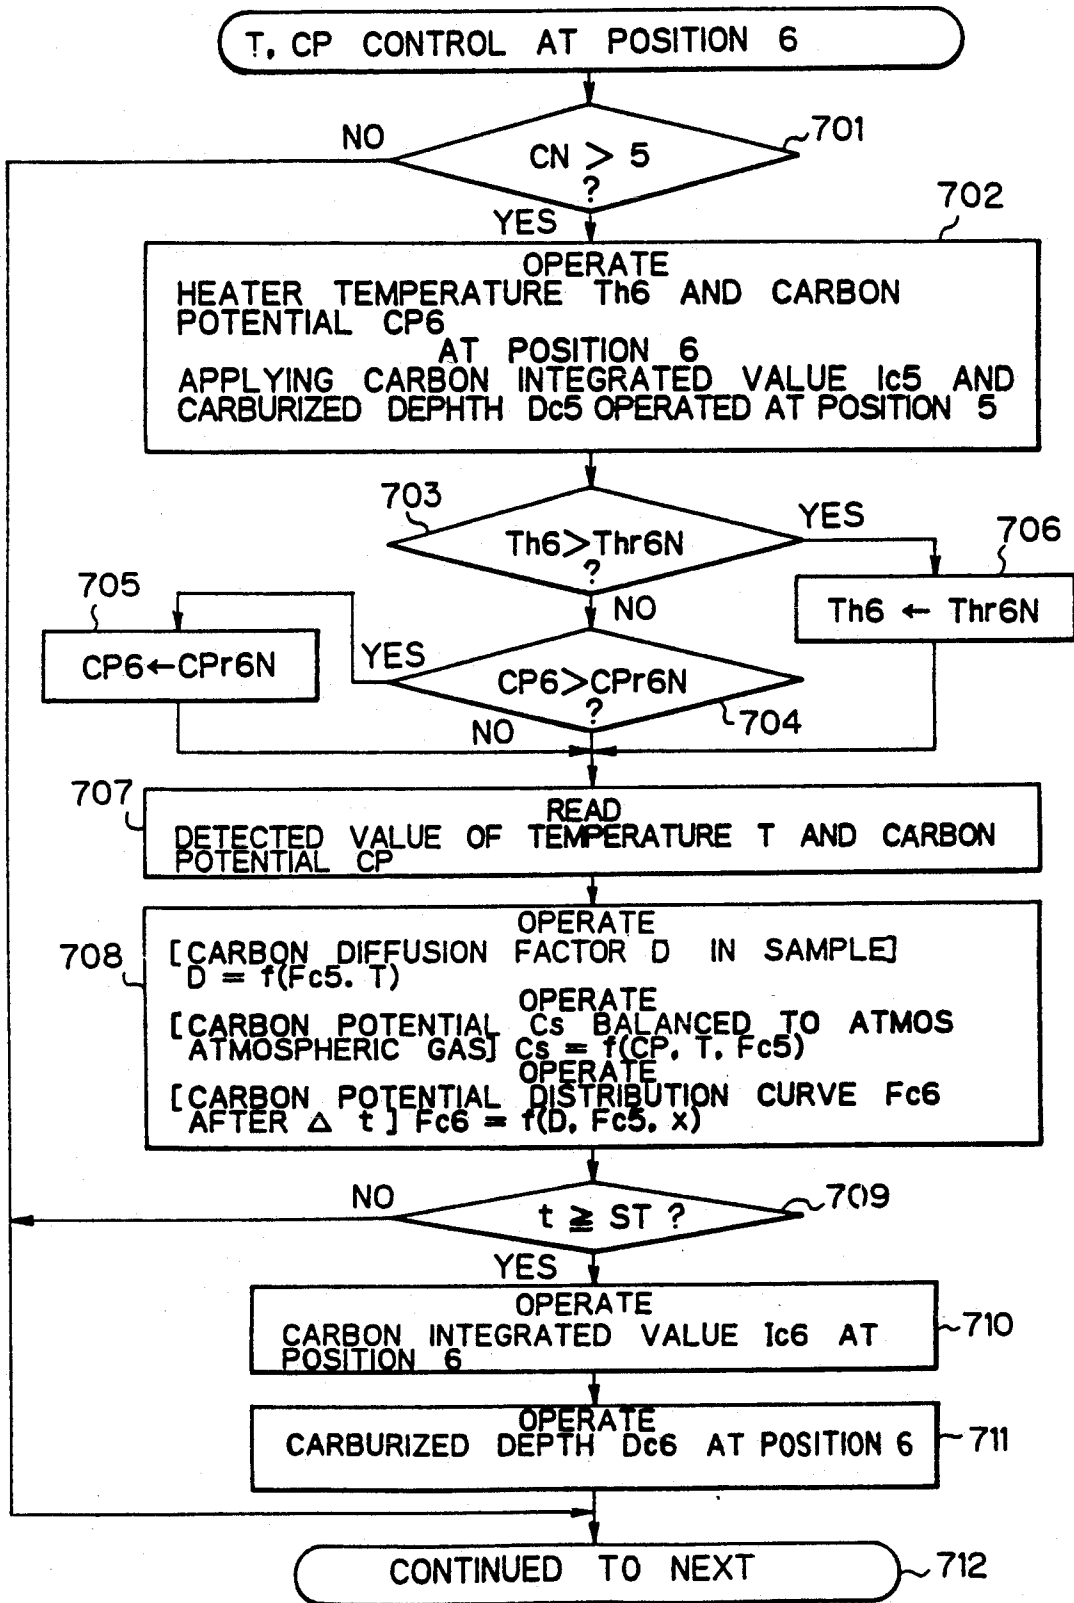 T, CP CONTROL AT POSITION 6
701
NO
CN > 5
?
YES
702
OPERATE
HEATER TEMPERATURE Th6 AND CARBON
POTENTIAL CP6
AT POSITION 6
APPLYING CARBON INTEGRATED VALUE Ic5 AND
CARBURIZED DEPHTH Dc5 OPERATED AT POSITION 5
703
Th6>Thr6N
?
YES
706
Th6 ← Thr6N
NO
705
CP6←CPr6N
YES
CP6>CPr6N
?
704
NO
707
READ
DETECTED VALUE OF TEMPERATURE T AND CARBON
POTENTIAL CP
708
OPERATE
[CARBON DIFFUSION FACTOR D IN SAMPLE]
D = f(Fc5. T)
OPERATE
[CARBON POTENTIAL Cs BALANCED TO ATMOS
ATMOSPHERIC GAS] Cs = f(CP. T. Fc5)
OPERATE
[CARBON POTENTIAL DISTRIBUTION CURVE Fc6
AFTER △ t ] Fc6 = f(D. Fc5. x)
NO
t ≧ ST ?
709
YES
OPERATE
CARBON INTEGRATED VALUE Ic6 AT
POSITION 6
710
OPERATE
CARBURIZED DEPTH Dc6 AT POSITION 6
711
CONTINUED TO NEXT
712